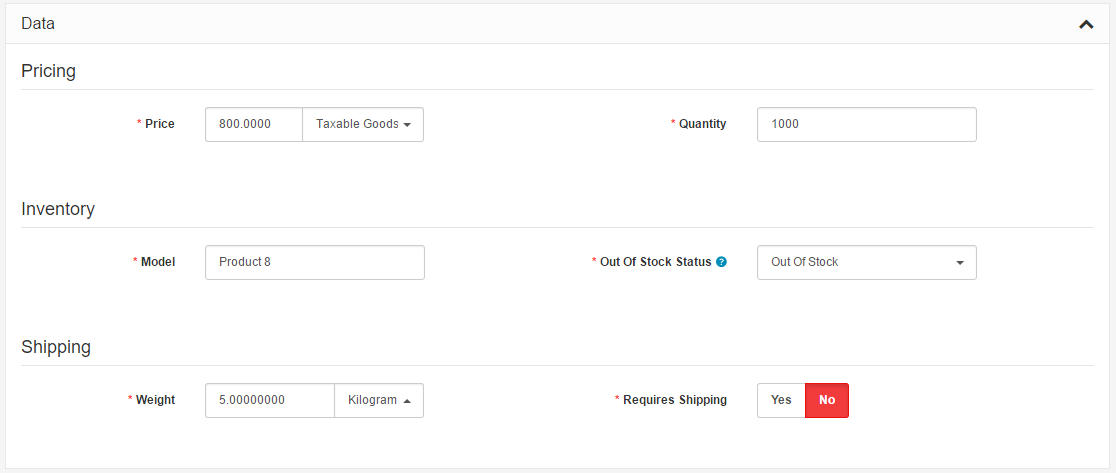 Data
Pricing
* Price 800.0000 Taxable Goods * Quantity 1000
Inventory
* Model Product 8 * Out Of Stock Status ? Out Of Stock
Shipping
* Weight 5.00000000 Kilogram * Requires Shipping Yes No